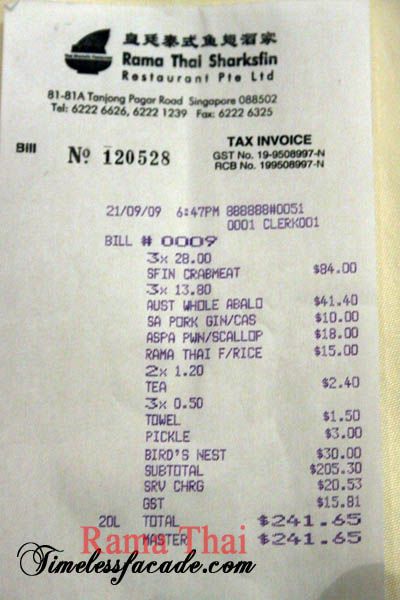 皇廷泰式鱼翅酒家
Rama Thai Sharksfin
Restaurant Pte Ltd
81-81A Tanjong Pagar Road Singapore 088502
Tel: 6222 6626, 6222 1239 Fax: 6222 6325
Bill Nº 120528
TAX INVOICE
GST No. 19-9508997-N
RCB No. 199508997-N
21/09/09 6:47PM 888888#0051
0001 CLERK001
BILL # 0009
3x 28.00
SFIN CRABMEAT $84.00
3x 13.80
AUST WHOLE ABALO $41.40
SA PORK GIN/CAS $10.00
ASPA PWN/SCALLOP $18.00
RAMA THAI F/RICE $15.00
2x 1.20
TEA $2.40
3x 0.50
TOWEL $1.50
PICKLE $3.00
BIRD'S NEST $30.00
SUBTOTAL $205.30
SRV CHRG $20.53
GST $15.81
20L TOTAL $241.65
MASTER $241.65
Rama Thai
Timelessfacade.com